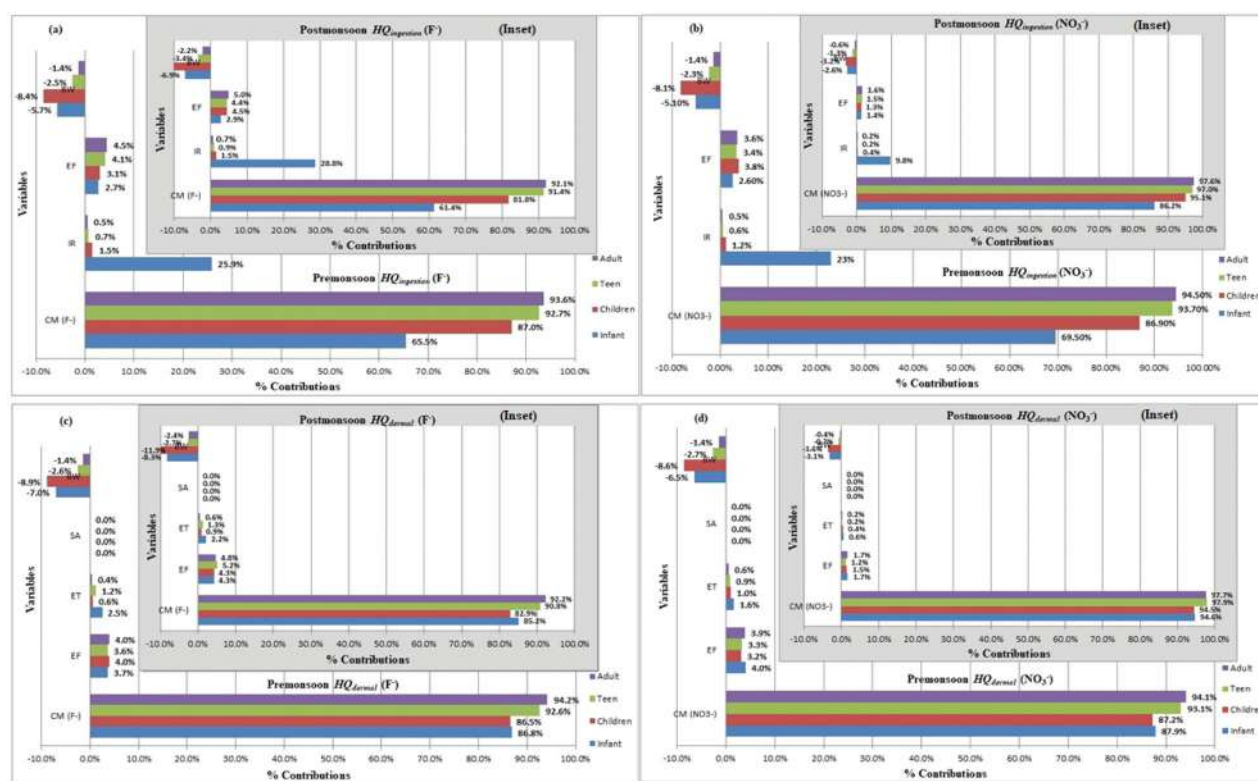 (a)
Postmonsoon HQingestion (F-) (Inset)
-2.2%
-3.4%
-6.9%
5.0%
EF
4.4%
4.5%
2.9%
0.7%
IR
0.9%
1.5%
28.8%
92.1%
CM (F-)
91.4%
81.8%
61.4%
-10.0% 0.0% 10.0% 20.0% 30.0% 40.0% 50.0% 60.0% 70.0% 80.0% 90.0% 100.0%
% Contributions
Variables
-1.4%
-2.5%
BW
-8.4%
-5.7%
4.5%
EF
4.1%
3.1%
2.7%
0.5%
IR
0.7%
1.5%
25.9%
Premonsoon HQingestion (F-)
93.6%
CM (F-)
92.7%
87.0%
65.5%
Adult
Teen
Children
Infant
-10.0% 0.0% 10.0% 20.0% 30.0% 40.0% 50.0% 60.0% 70.0% 80.0% 90.0% 100.0%
% Contributions
Variables
(b)
Postmonsoon HQingestion (NO3-) (Inset)
-0.6%
-1.3%
-3.2%
-2.6%
1.6%
EF
1.5%
1.3%
1.4%
0.2%
IR
0.2%
0.4%
9.8%
97.6%
CM (NO3-)
97.0%
95.1%
86.2%
-10.0% 0.0% 10.0% 20.0% 30.0% 40.0% 50.0% 60.0% 70.0% 80.0% 90.0% 100.0%
% Contributions
Variables
-1.4%
-2.3%
BW
-8.1%
-5.10%
3.6%
EF
3.4%
3.8%
2.60%
0.5%
IR
0.6%
1.2%
23%
Premonsoon HQingestion (NO3-)
94.50%
CM (NO3-)
93.70%
86.90%
69.50%
Adult
Teen
Children
Infant
-10.00% 0.00% 10.00% 20.00% 30.00% 40.00% 50.00% 60.00% 70.00% 80.00% 90.00% 100.00%
% Contributions
Variables
(c)
Postmonsoon HQdermal (F-) (Inset)
-2.4%
-2.7%
BW
-11.9%
-8.3%
SA
0.0%
0.0%
0.0%
0.0%
0.6%
ET
1.3%
0.9%
2.2%
4.8%
EF
5.2%
4.3%
4.3%
92.2%
CM (F-)
90.8%
82.9%
85.2%
-10.0% 0.0% 10.0% 20.0% 30.0% 40.0% 50.0% 60.0% 70.0% 80.0% 90.0% 100.0%
% Contributions
Variables
-1.4%
-2.6%
BW
-8.9%
-7.0%
SA
0.0%
0.0%
0.0%
0.0%
0.4%
ET
1.2%
0.6%
2.5%
4.0%
EF
3.6%
4.0%
3.7%
Premonsoon HQdermal (F-)
94.2%
CM (F-)
92.6%
86.5%
86.8%
Adult
Teen
Children
Infant
-10.0% 0.0% 10.0% 20.0% 30.0% 40.0% 50.0% 60.0% 70.0% 80.0% 90.0% 100.0%
% Contributions
Variables
(d)
Postmonsoon HQdermal (NO3-) (Inset)
-0.4%
-1.6%
-3.1%
SA
0.0%
0.0%
0.0%
0.0%
0.2%
ET
0.2%
0.4%
0.6%
1.7%
EF
1.2%
1.5%
1.7%
97.7%
CM (NO3-)
97.9%
94.5%
94.6%
-10.0% 0.0% 10.0% 20.0% 30.0% 40.0% 50.0% 60.0% 70.0% 80.0% 90.0% 100.0%
% Contributions
Variables
-1.4%
-2.7%
BW
-8.6%
-6.5%
SA
0.0%
0.0%
0.0%
0.0%
0.6%
ET
0.9%
1.0%
1.6%
3.9%
EF
3.3%
3.2%
4.0%
Premonsoon HQdermal (NO3-)
94.1%
CM (NO3-)
93.1%
87.2%
87.9%
Adult
Teen
Children
Infant
-10.0% 0.0% 10.0% 20.0% 30.0% 40.0% 50.0% 60.0% 70.0% 80.0% 90.0% 100.0%
% Contributions
Variables